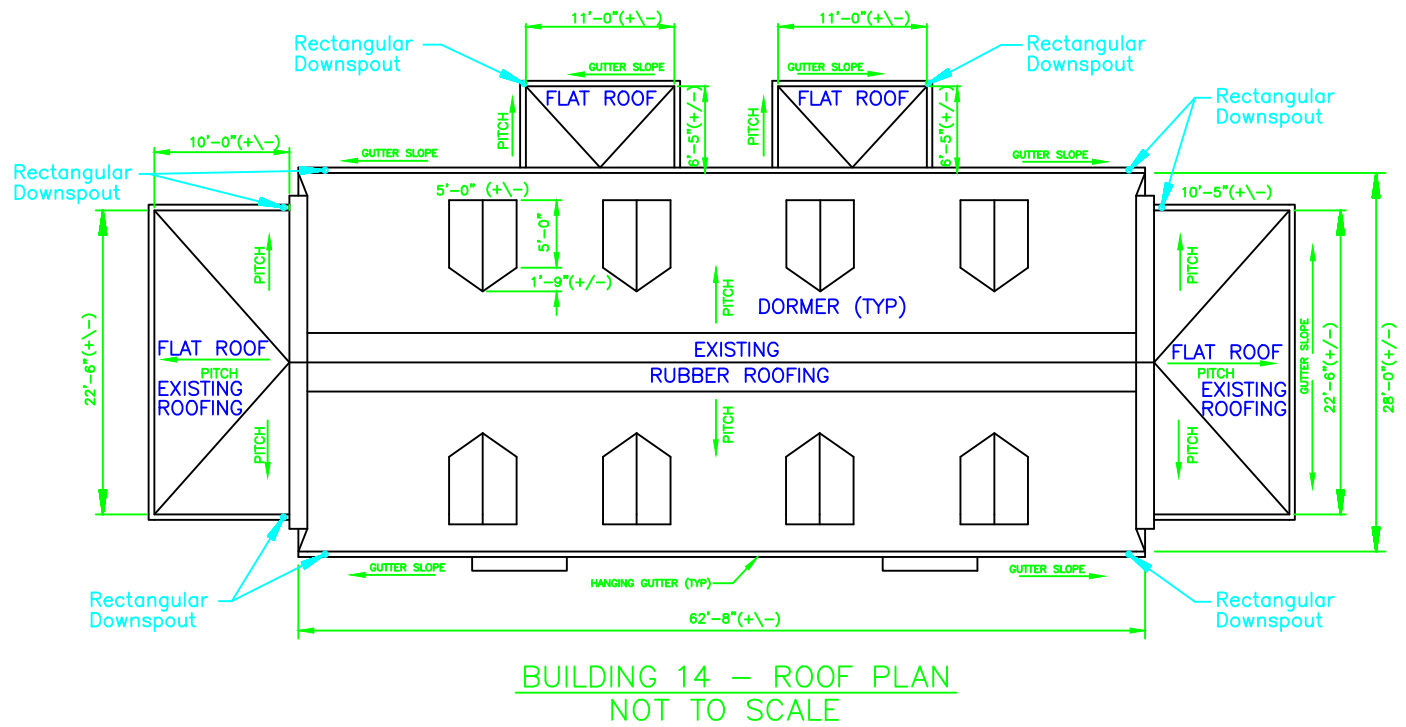 11'-0"(+\-)
11'-0"(+\-)
Rectangular
Downspout
GUTTER SLOPE
GUTTER SLOPE
Rectangular
Downspout
FLAT ROOF
FLAT ROOF
PITCH
6'-5"(+/-)
PITCH
6'-5"(+/-)
Rectangular
Downspout
10'-0"(+\-)
GUTTER SLOPE
GUTTER SLOPE
Rectangular
Downspout
5'-0" (+\-)
10'-5"(+/-)
5'-0"
PITCH
PITCH
1'-9"(+/-)
PITCH
DORMER (TYP)
22'-6"(+\-)
FLAT ROOF
PITCH
EXISTING
ROOFING
EXISTING
RUBBER ROOFING
FLAT ROOF
PITCH
EXISTING
ROOFING
GUTTER SLOPE
22'-6"(+/-)
28'-0"(+/-)
PITCH
PITCH
PITCH
GUTTER SLOPE
HANGING GUTTER (TYP)
GUTTER SLOPE
Rectangular
Downspout
Rectangular
Downspout
62'-8"(+\-)
BUILDING 14 – ROOF PLAN
NOT TO SCALE